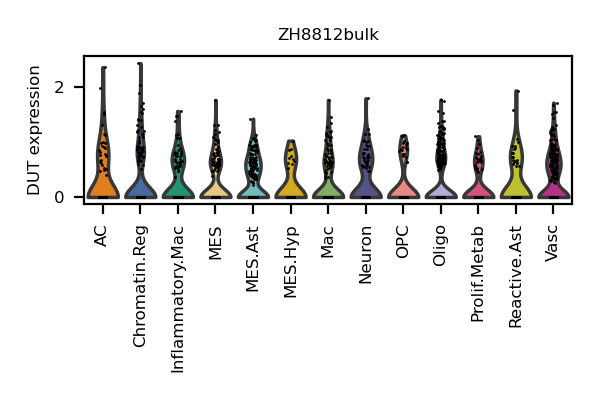 ZH8812bulk
DUT expression
2
0
AC
Chromatin.Reg
Inflammatory.Mac
MES
MES.Ast
MES.Hyp
Mac
Neuron
OPC
Oligo
Prolif.Metab
Reactive.Ast
Vasc